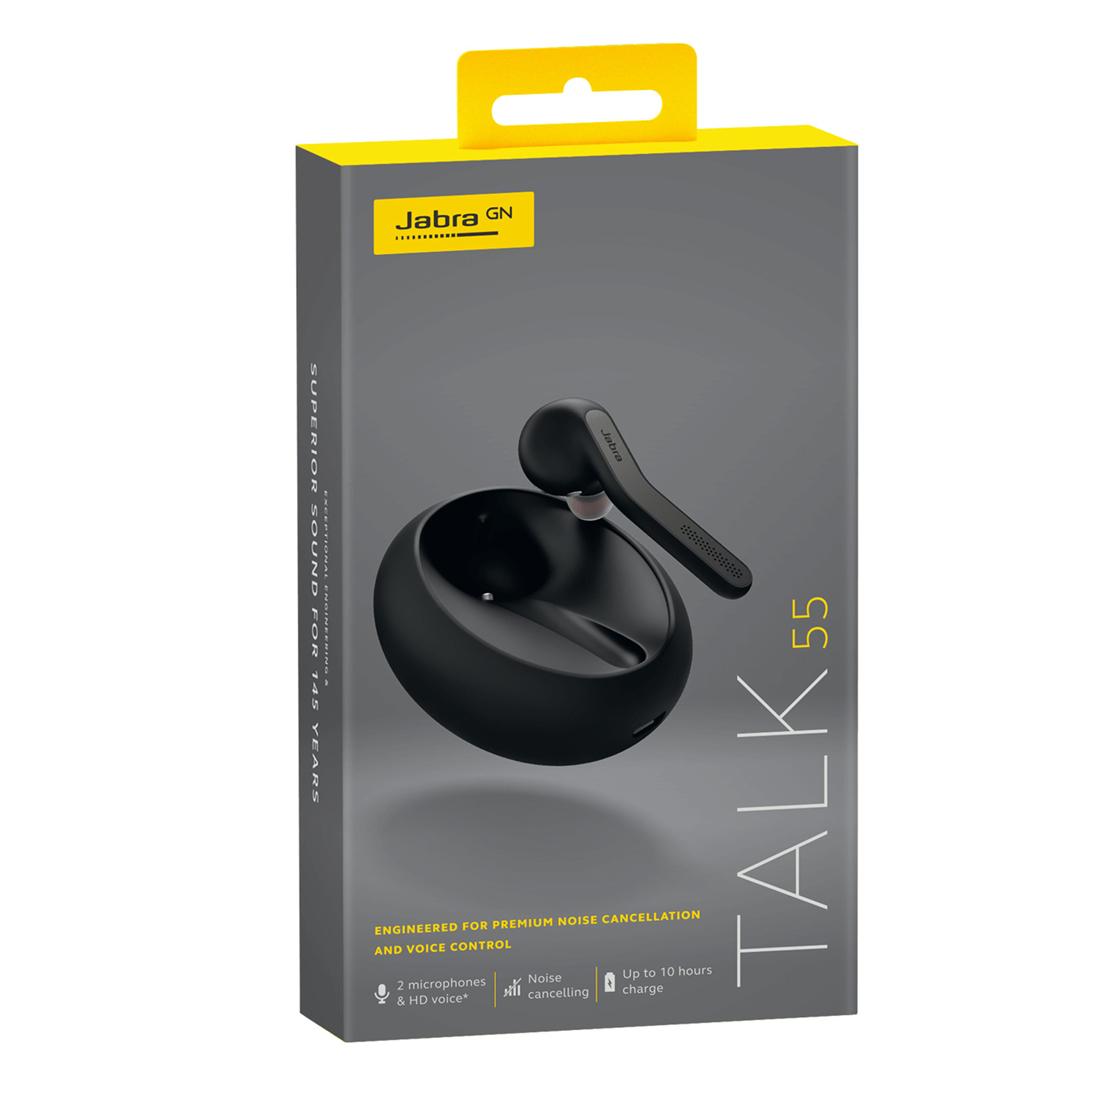 Jabra GN
Jabra
TALK 55
EXCEPTIONAL ENGINEERING &
SUPERIOR SOUND FOR 145 YEARS
ENGINEERED FOR PREMIUM NOISE CANCELLATION
AND VOICE CONTROL
2 microphones
& HD voice*
Noise
cancelling
Up to 10 hours
charge